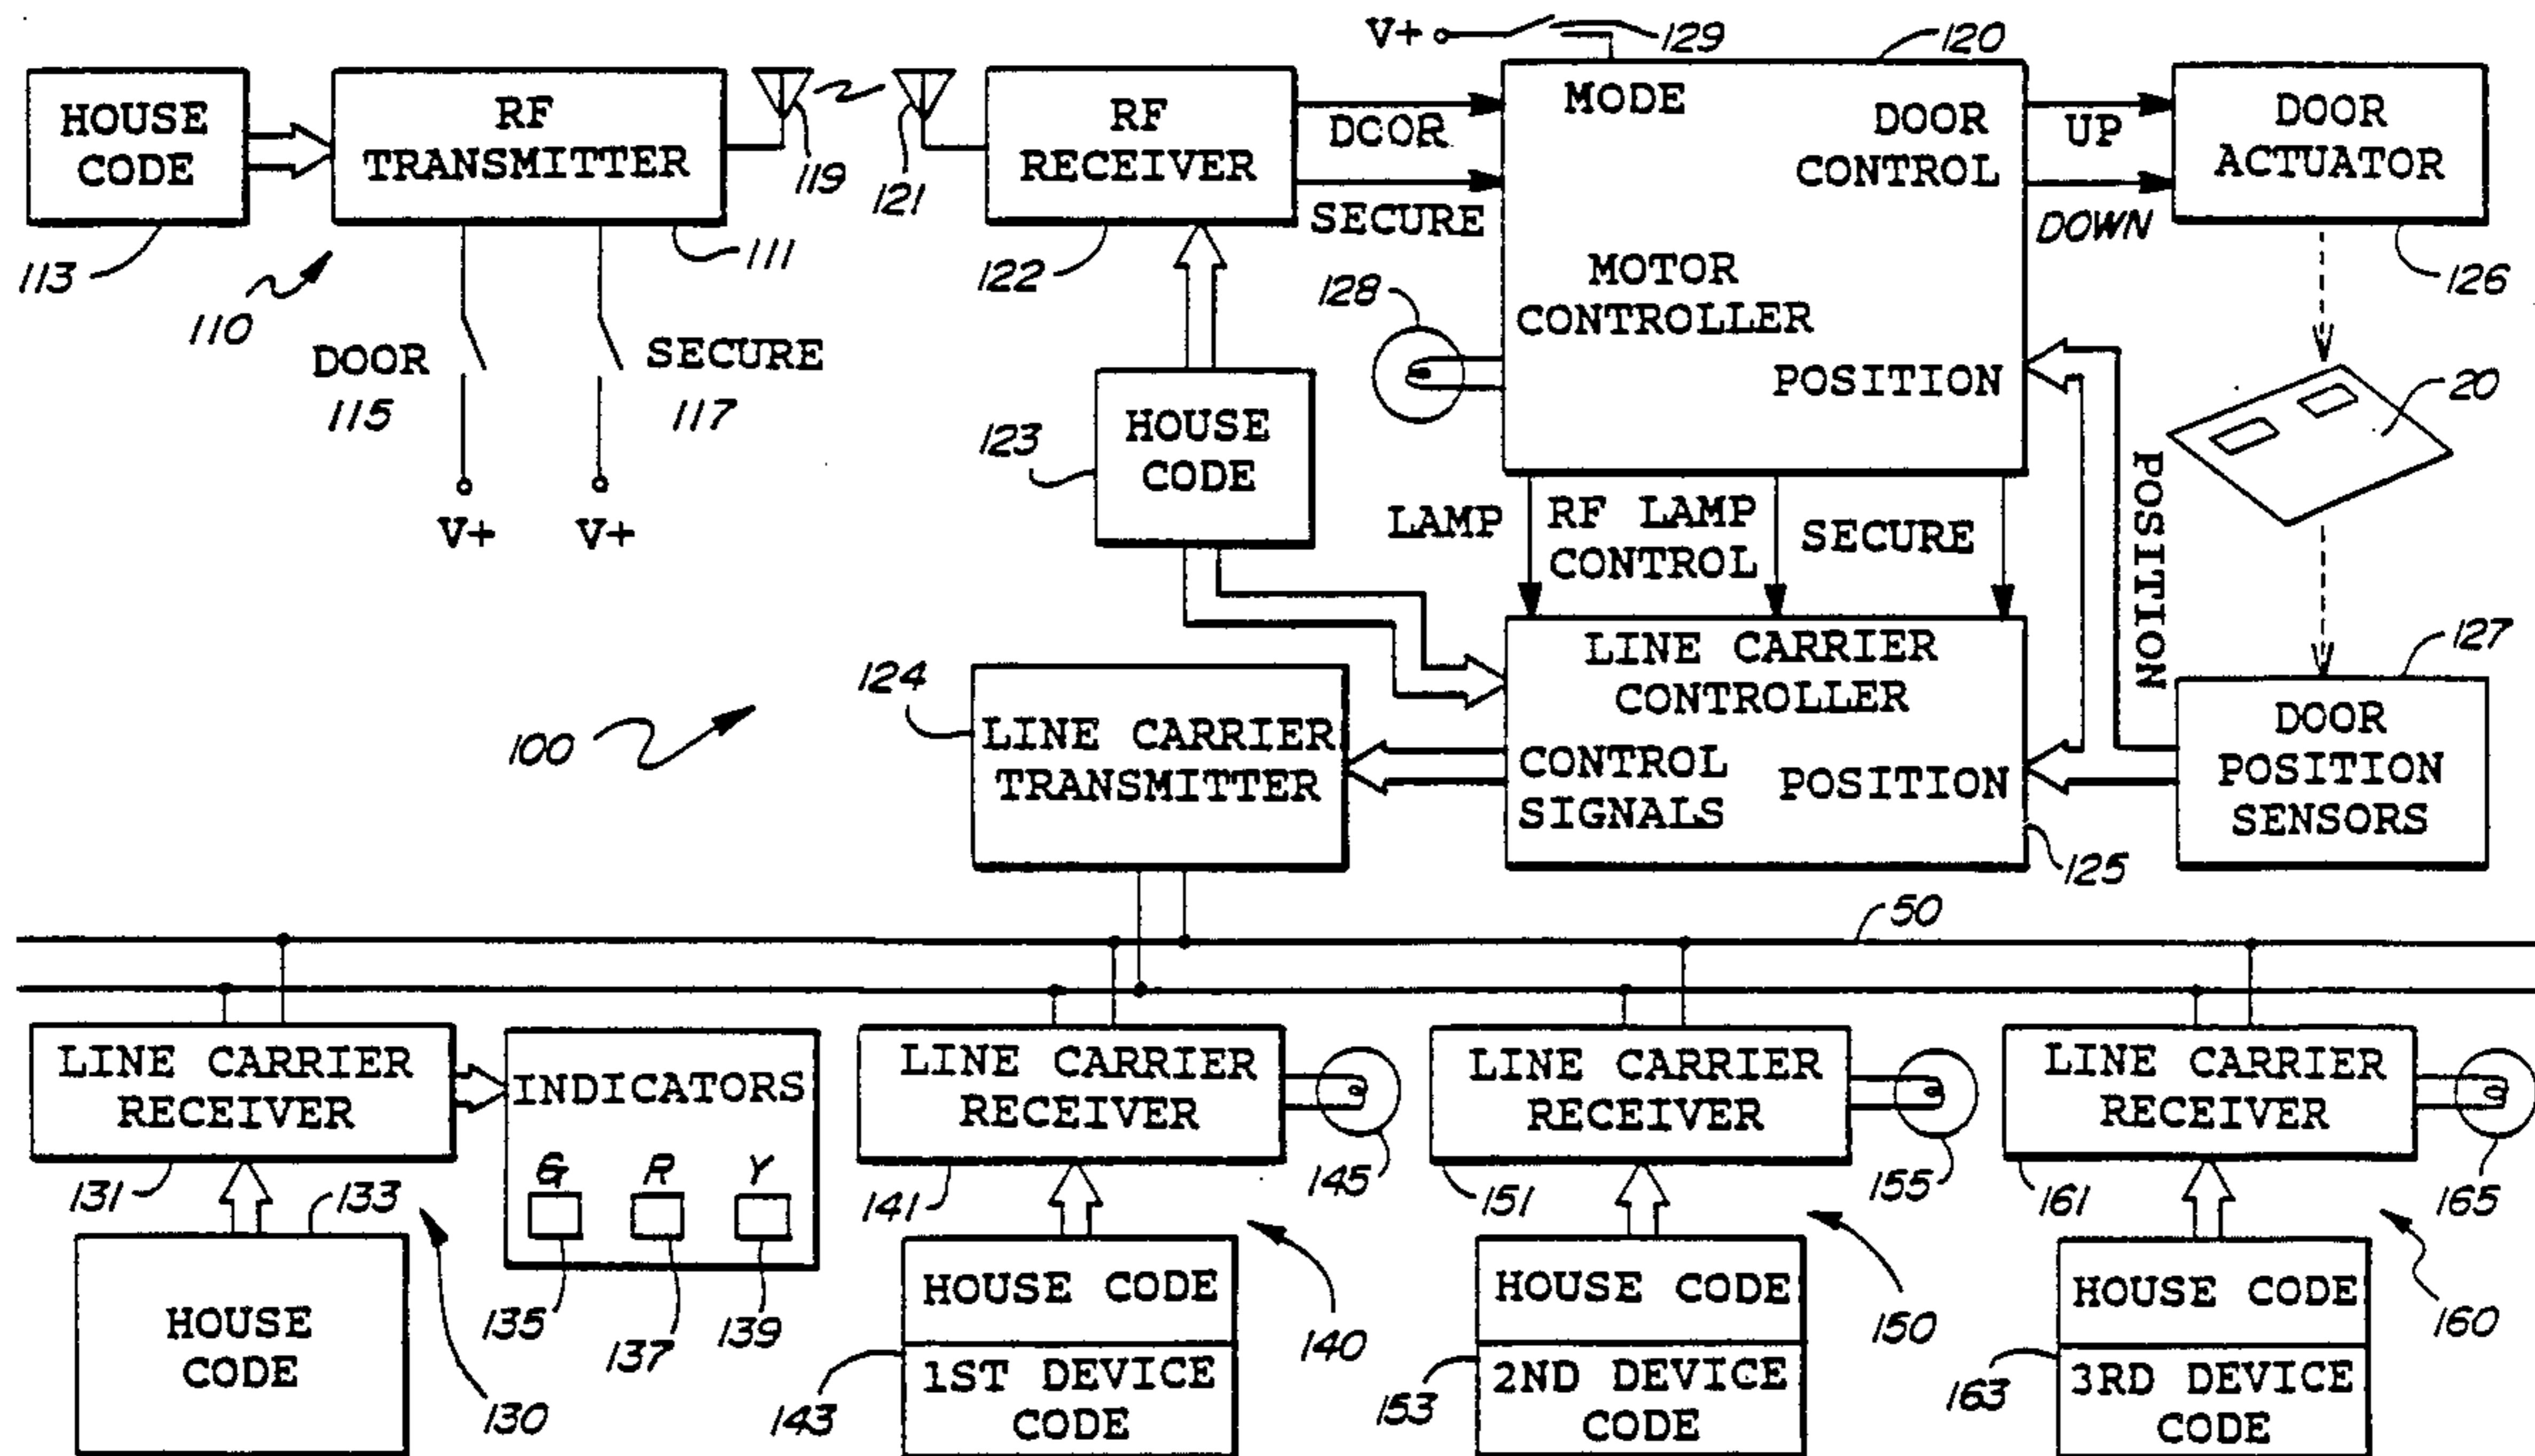 V+
129
120
HOUSE
CODE
113
RF
TRANSMITTER
111
110
119
121
DOOR
115
SECURE
117
V+
V+
RF
RECEIVER
122
DOOR
SECURE
MODE
DOOR
CONTROL
MOTOR
CONTROLLER
POSITION
128
UP
DOWN
DOOR
ACTUATOR
126
20
HOUSE
CODE
123
LAMP
RF LAMP
CONTROL
SECURE
POSITION
127
DOOR
POSITION
SENSORS
100
124
LINE CARRIER
TRANSMITTER
LINE CARRIER
CONTROLLER
CONTROL
SIGNALS
POSITION
125
50
LINE CARRIER
RECEIVER
131
INDICATORS
G
R
Y
135
137
139
133
HOUSE
CODE
130
LINE CARRIER
RECEIVER
141
145
HOUSE CODE
1ST DEVICE
CODE
143
140
LINE CARRIER
RECEIVER
151
155
HOUSE CODE
2ND DEVICE
CODE
153
150
LINE CARRIER
RECEIVER
161
165
HOUSE CODE
3RD DEVICE
CODE
163
160